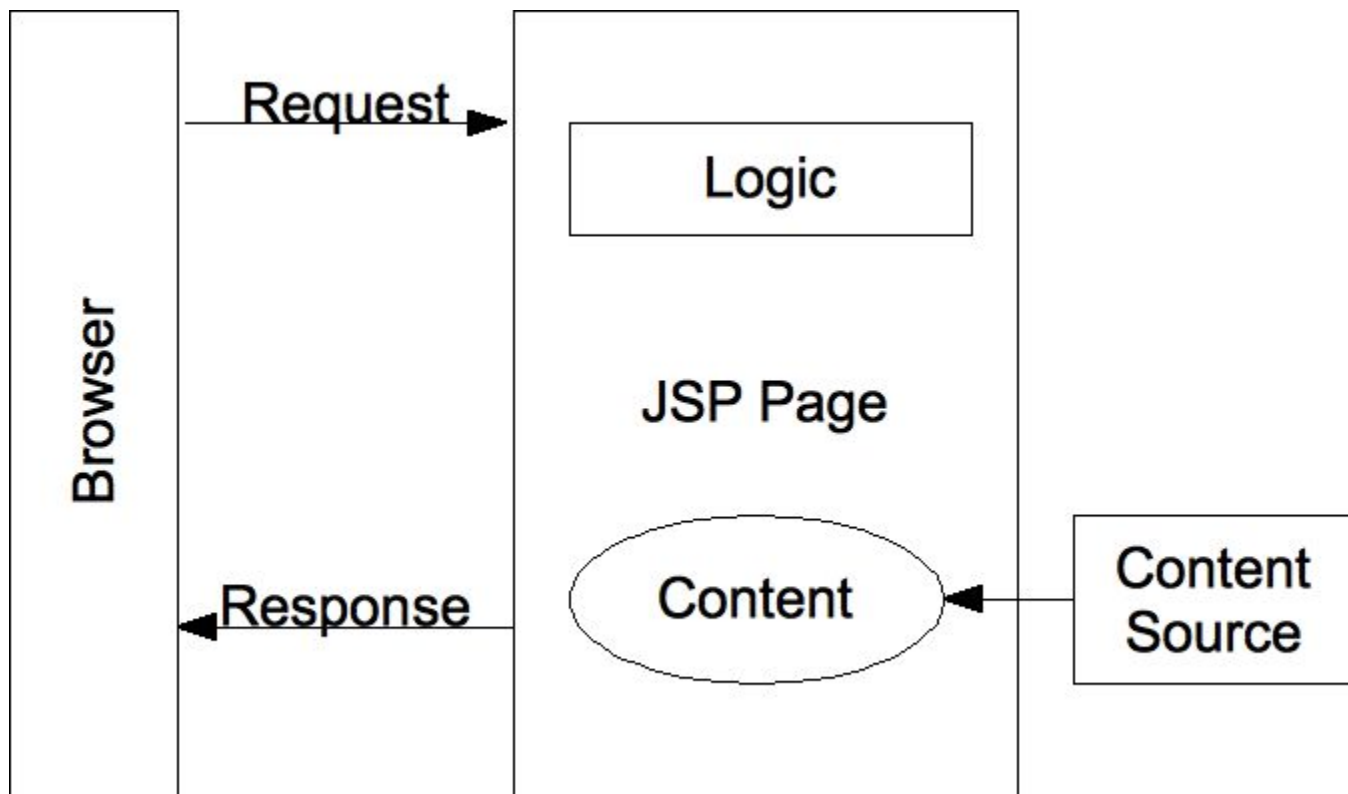 Request
Logic
Browser
JSP Page
Response
Content
Content
Source